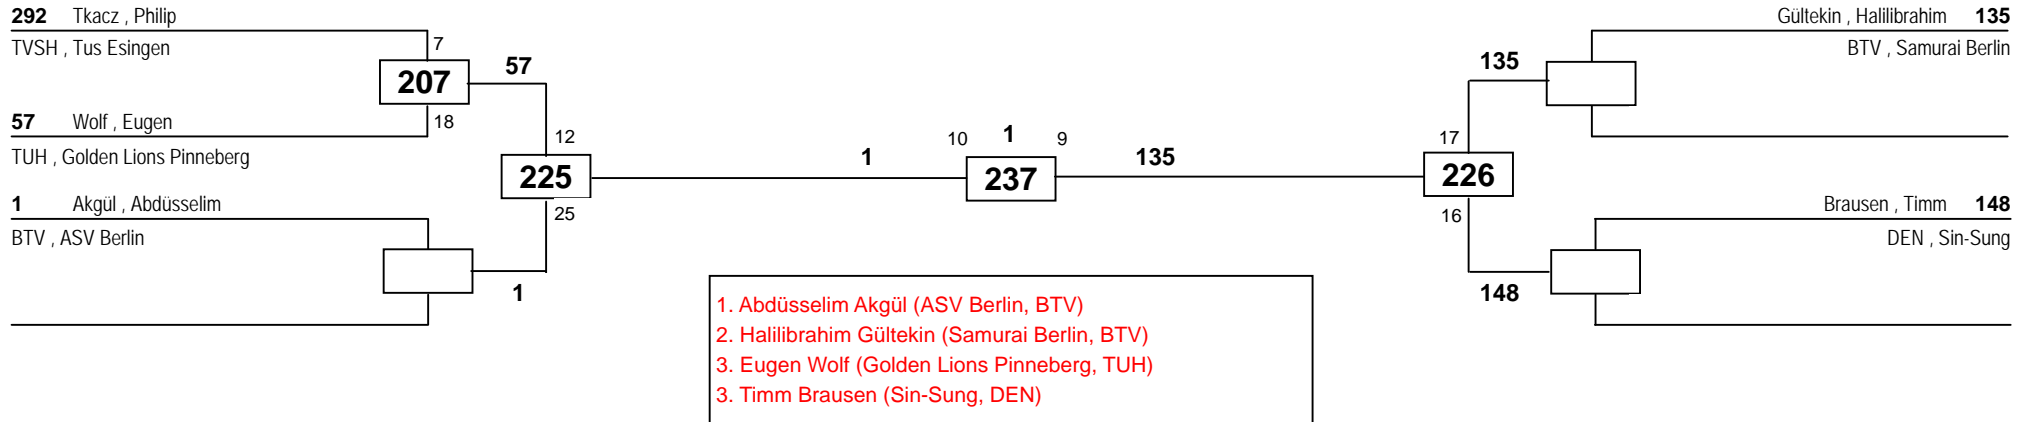 292 Tkacz , Philip
TVSH , Tus Esingen
7
207
57
57 Wolf , Eugen
18
TUH , Golden Lions Pinneberg
12
225
1
1 Akgül , Abdüsselim
25
BTV , ASV Berlin
1
10 1 9
237
135
Gültekin , Halilibrahim 135
BTV , Samurai Berlin
135
17
226
16
Brausen , Timm 148
DEN , Sin-Sung
148
1. Abdüsselim Akgül (ASV Berlin, BTV)
2. Halilibrahim Gültekin (Samurai Berlin, BTV)
3. Eugen Wolf (Golden Lions Pinneberg, TUH)
3. Timm Brausen (Sin-Sung, DEN)